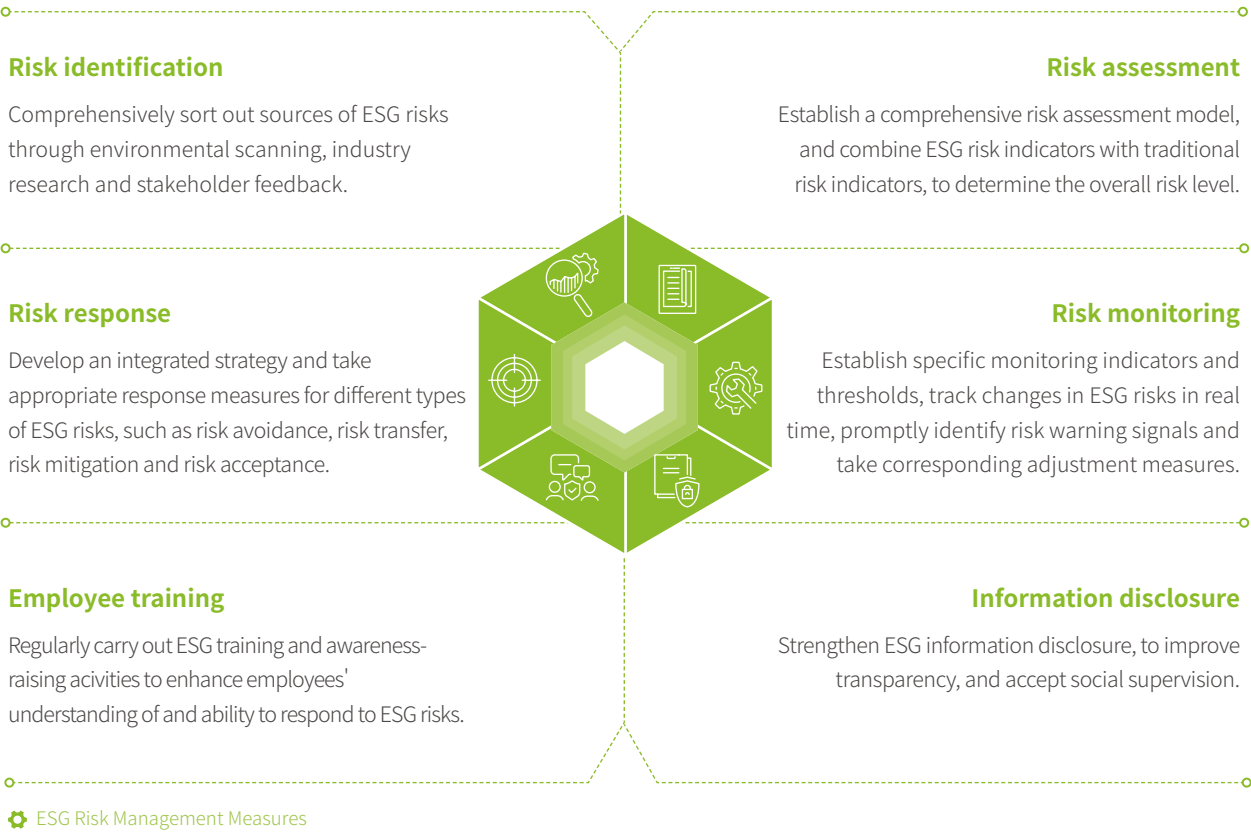 Risk identification
Comprehensively sort out sources of ESG risks
through environmental scanning, industry
research and stakeholder feedback.
Risk assessment
Establish a comprehensive risk assessment model,
and combine ESG risk indicators with traditional
risk indicators, to determine the overall risk level.
Risk response
Develop an integrated strategy and take
appropriate response measures for different types
of ESG risks, such as risk avoidance, risk transfer,
risk mitigation and risk acceptance.
Risk monitoring
Establish specific monitoring indicators and
thresholds, track changes in ESG risks in real
time, promptly identify risk warning signals and
take corresponding adjustment measures.
Employee training
Regularly carry out ESG training and awareness-
raising acivities to enhance employees'
understanding of and ability to respond to ESG risks.
Information disclosure
Strengthen ESG information disclosure, to improve
transparency, and accept social supervision.
ESG Risk Management Measures